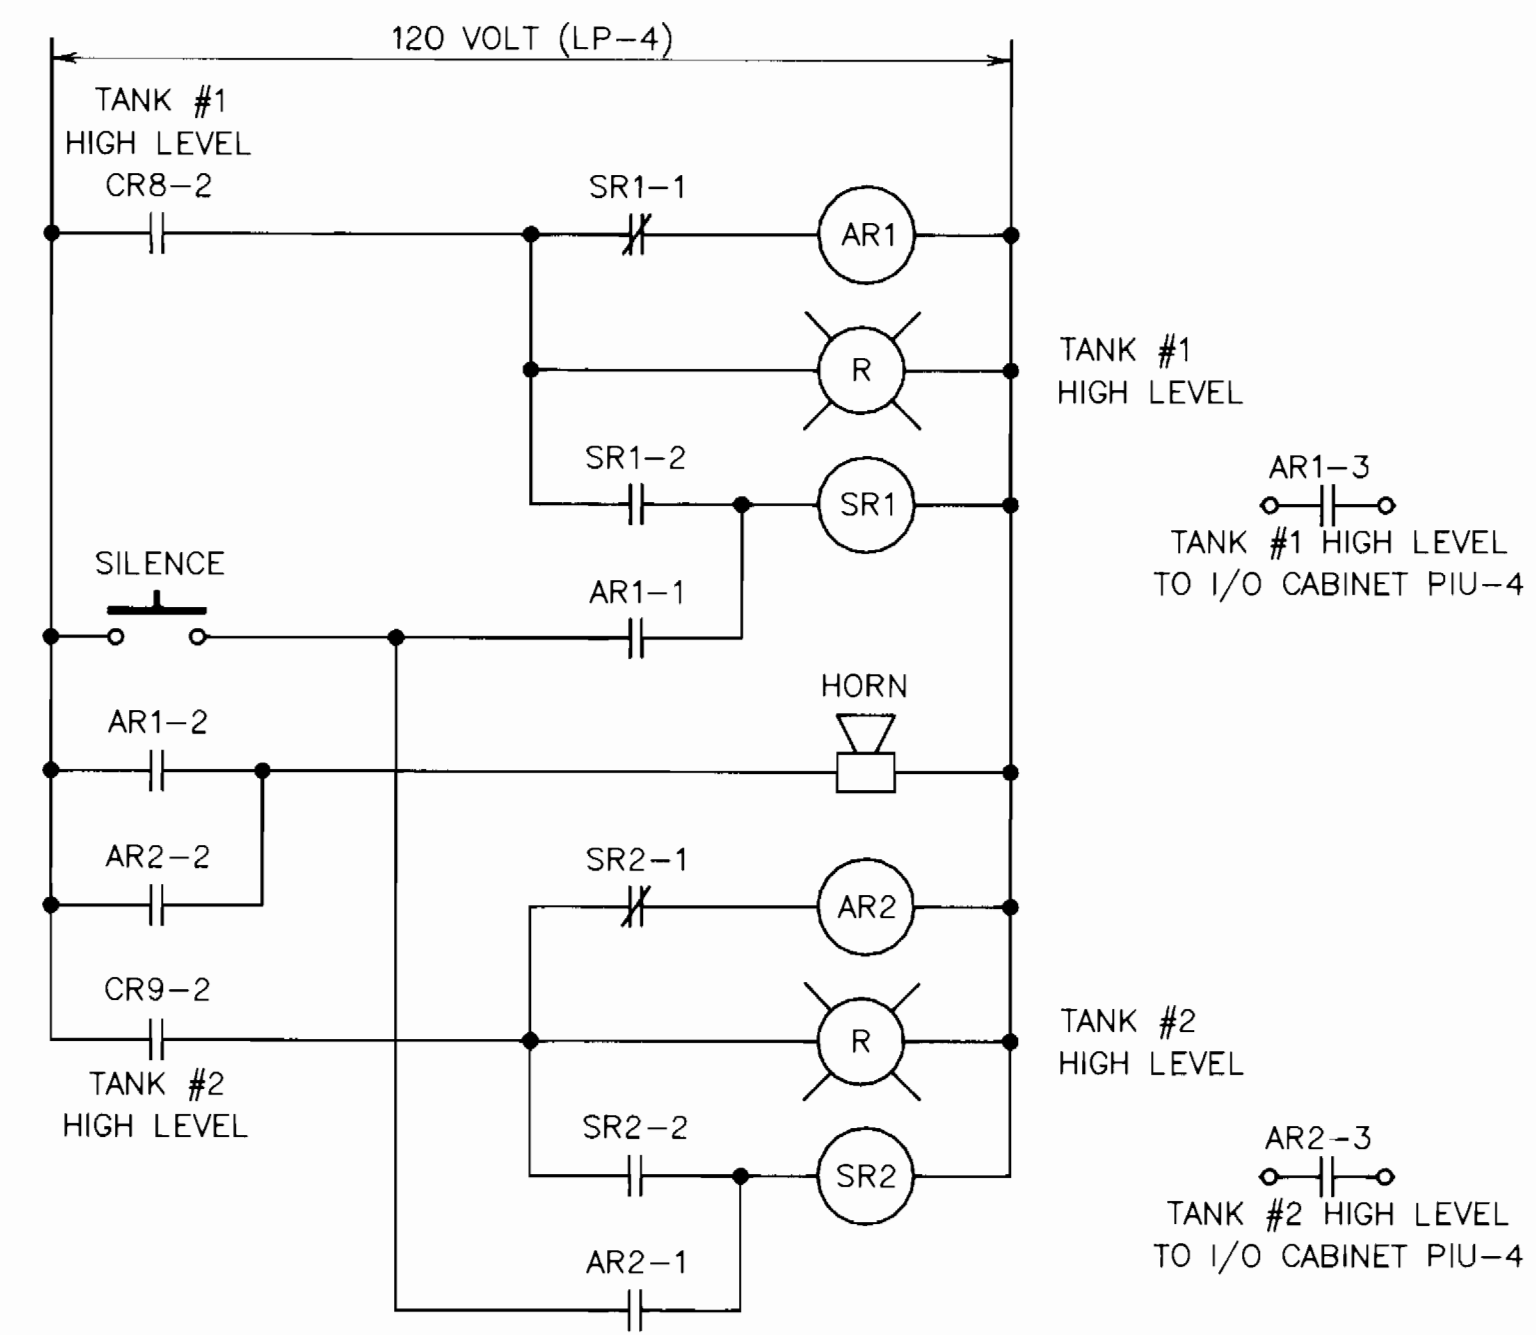 120 VOLT (LP-4)
TANK #1
HIGH LEVEL
CR8-2
SR1-1
AR1
R
TANK #1
HIGH LEVEL
SR1-2
SR1
AR1-3
TANK #1 HIGH LEVEL
TO I/O CABINET PIU-4
SILENCE
AR1-1
HORN
AR1-2
AR2-2
SR2-1
AR2
CR9-2
R
TANK #2
HIGH LEVEL
TANK #2
HIGH LEVEL
SR2-2
SR2
AR2-3
TANK #2 HIGH LEVEL
TO I/O CABINET PIU-4
AR2-1